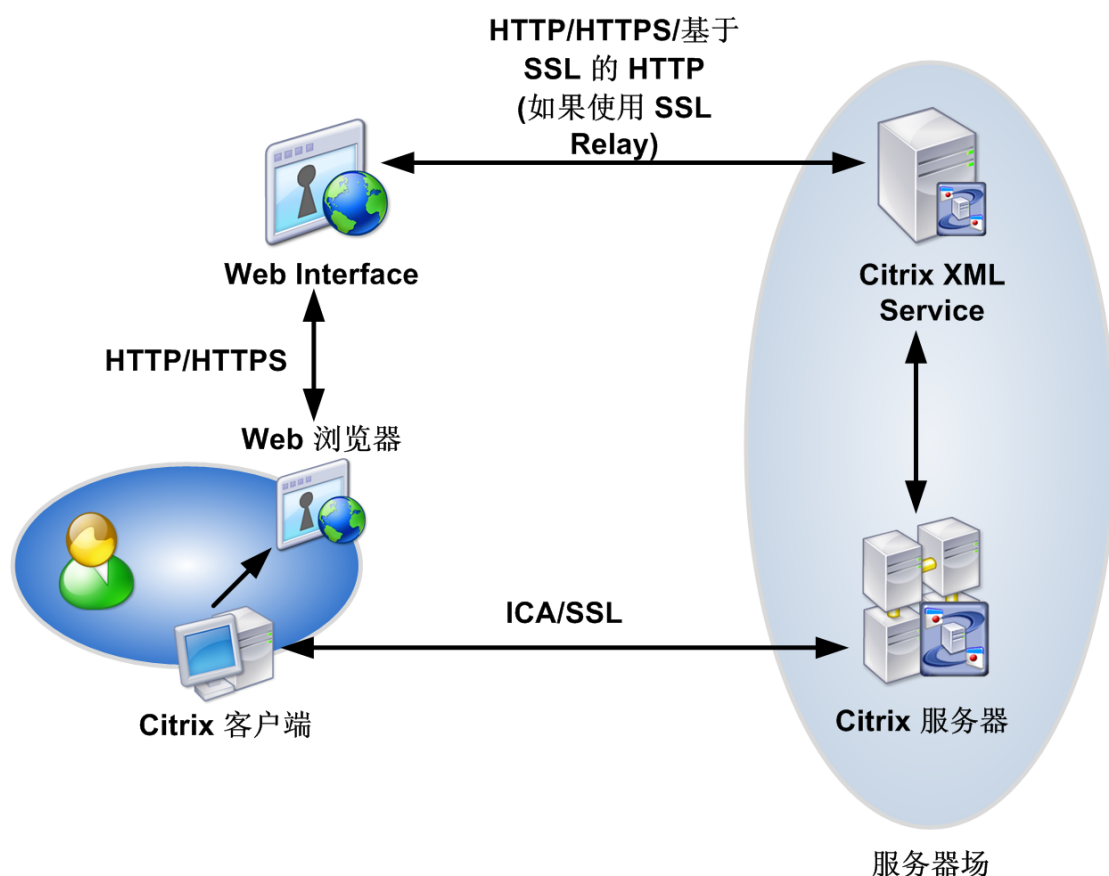 HTTP/HTTPS/基于
SSL 的 HTTP
(如果使用 SSL
Relay)
Web Interface
Citrix XML
Service
HTTP/HTTPS
Web 浏览器
ICA/SSL
Citrix 客户端
Citrix 服务器
服务器场